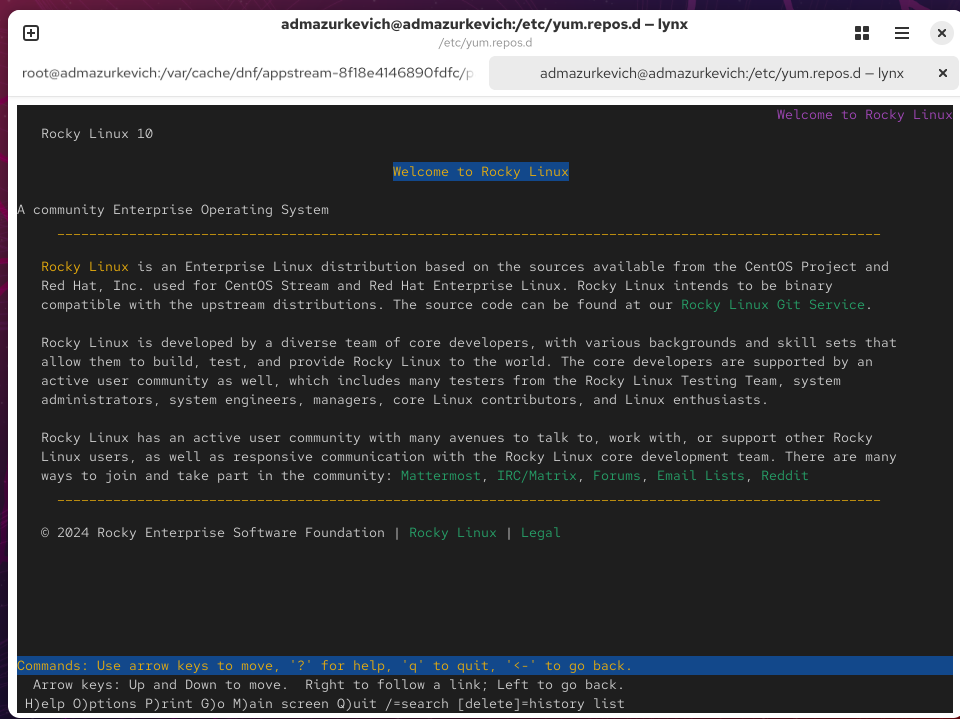 admazurkevich@admazurkevich:/etc/yum.repos.d — lynx
/etc/yum.repos.d
root@admazurkevich:/var/cache/dnf/appstream-8f18e4146890fdfc/p
admazurkevich@admazurkevich:/etc/yum.repos.d — lynx
Welcome to Rocky Linux
Rocky Linux 10
Welcome to Rocky Linux
A community Enterprise Operating System
Rocky Linux is an Enterprise Linux distribution based on the sources available from the CentOS Project and
Red Hat, Inc. used for CentOS Stream and Red Hat Enterprise Linux. Rocky Linux intends to be binary
compatible with the upstream distributions. The source code can be found at our Rocky Linux Git Service.
Rocky Linux is developed by a diverse team of core developers, with various backgrounds and skill sets that
allow them to build, test, and provide Rocky Linux to the world. The core developers are supported by an
active user community as well, which includes many testers from the Rocky Linux Testing Team, system
administrators, system engineers, managers, core Linux contributors, and Linux enthusiasts.
Rocky Linux has an active user community with many avenues to talk to, work with, or support other Rocky
Linux users, as well as responsive communication with the Rocky Linux core development team. There are many
ways to join and take part in the community: Mattermost, IRC/Matrix, Forums, Email Lists, Reddit
© 2024 Rocky Enterprise Software Foundation | Rocky Linux | Legal
Commands: Use arrow keys to move, '?' for help, 'q' to quit, '<-' to go back.
Arrow keys: Up and Down to move.  Right to follow a link; Left to go back.
H)elp O)ptions P)rint G)o M)ain screen Q)uit /=search [delete]=history list